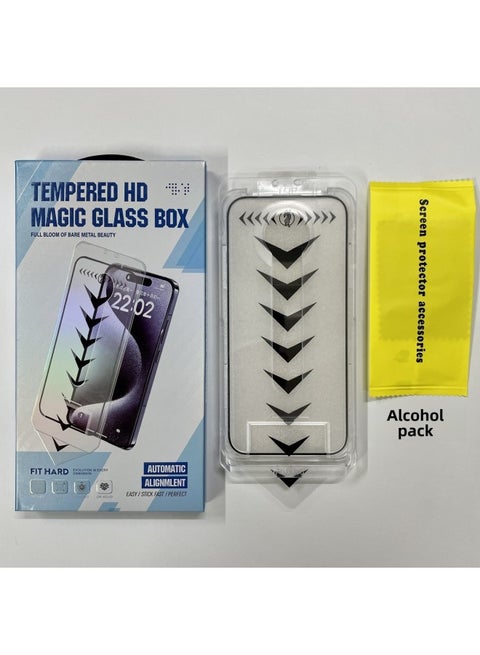 TEMPERED HD
MAGIC GLASS BOX
FULL BLOOM OF BARE METAL BEAUTY
22:02
FIT HARD
AUTOMATIC
ALIGNMLENT
EASY / STICK FAST / PERFECT
Screen protector accessories
Alcohol
pack